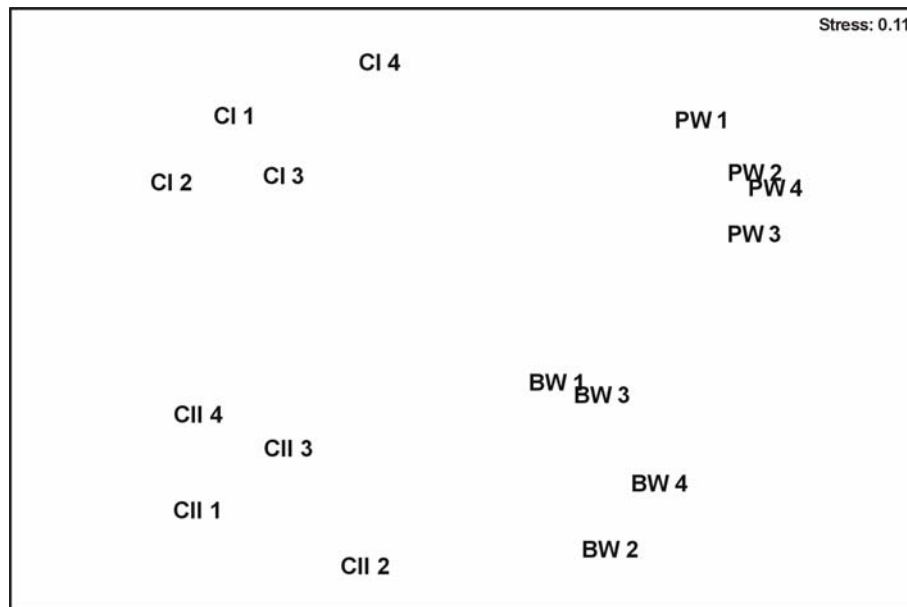 Stress: 0.11
CI 4
CI 1
PW 1
CI 2
CI 3
PW 2
PW 4
PW 3
BW 1
BW 3
CII 4
CII 3
BW 4
CII 1
BW 2
CII 2